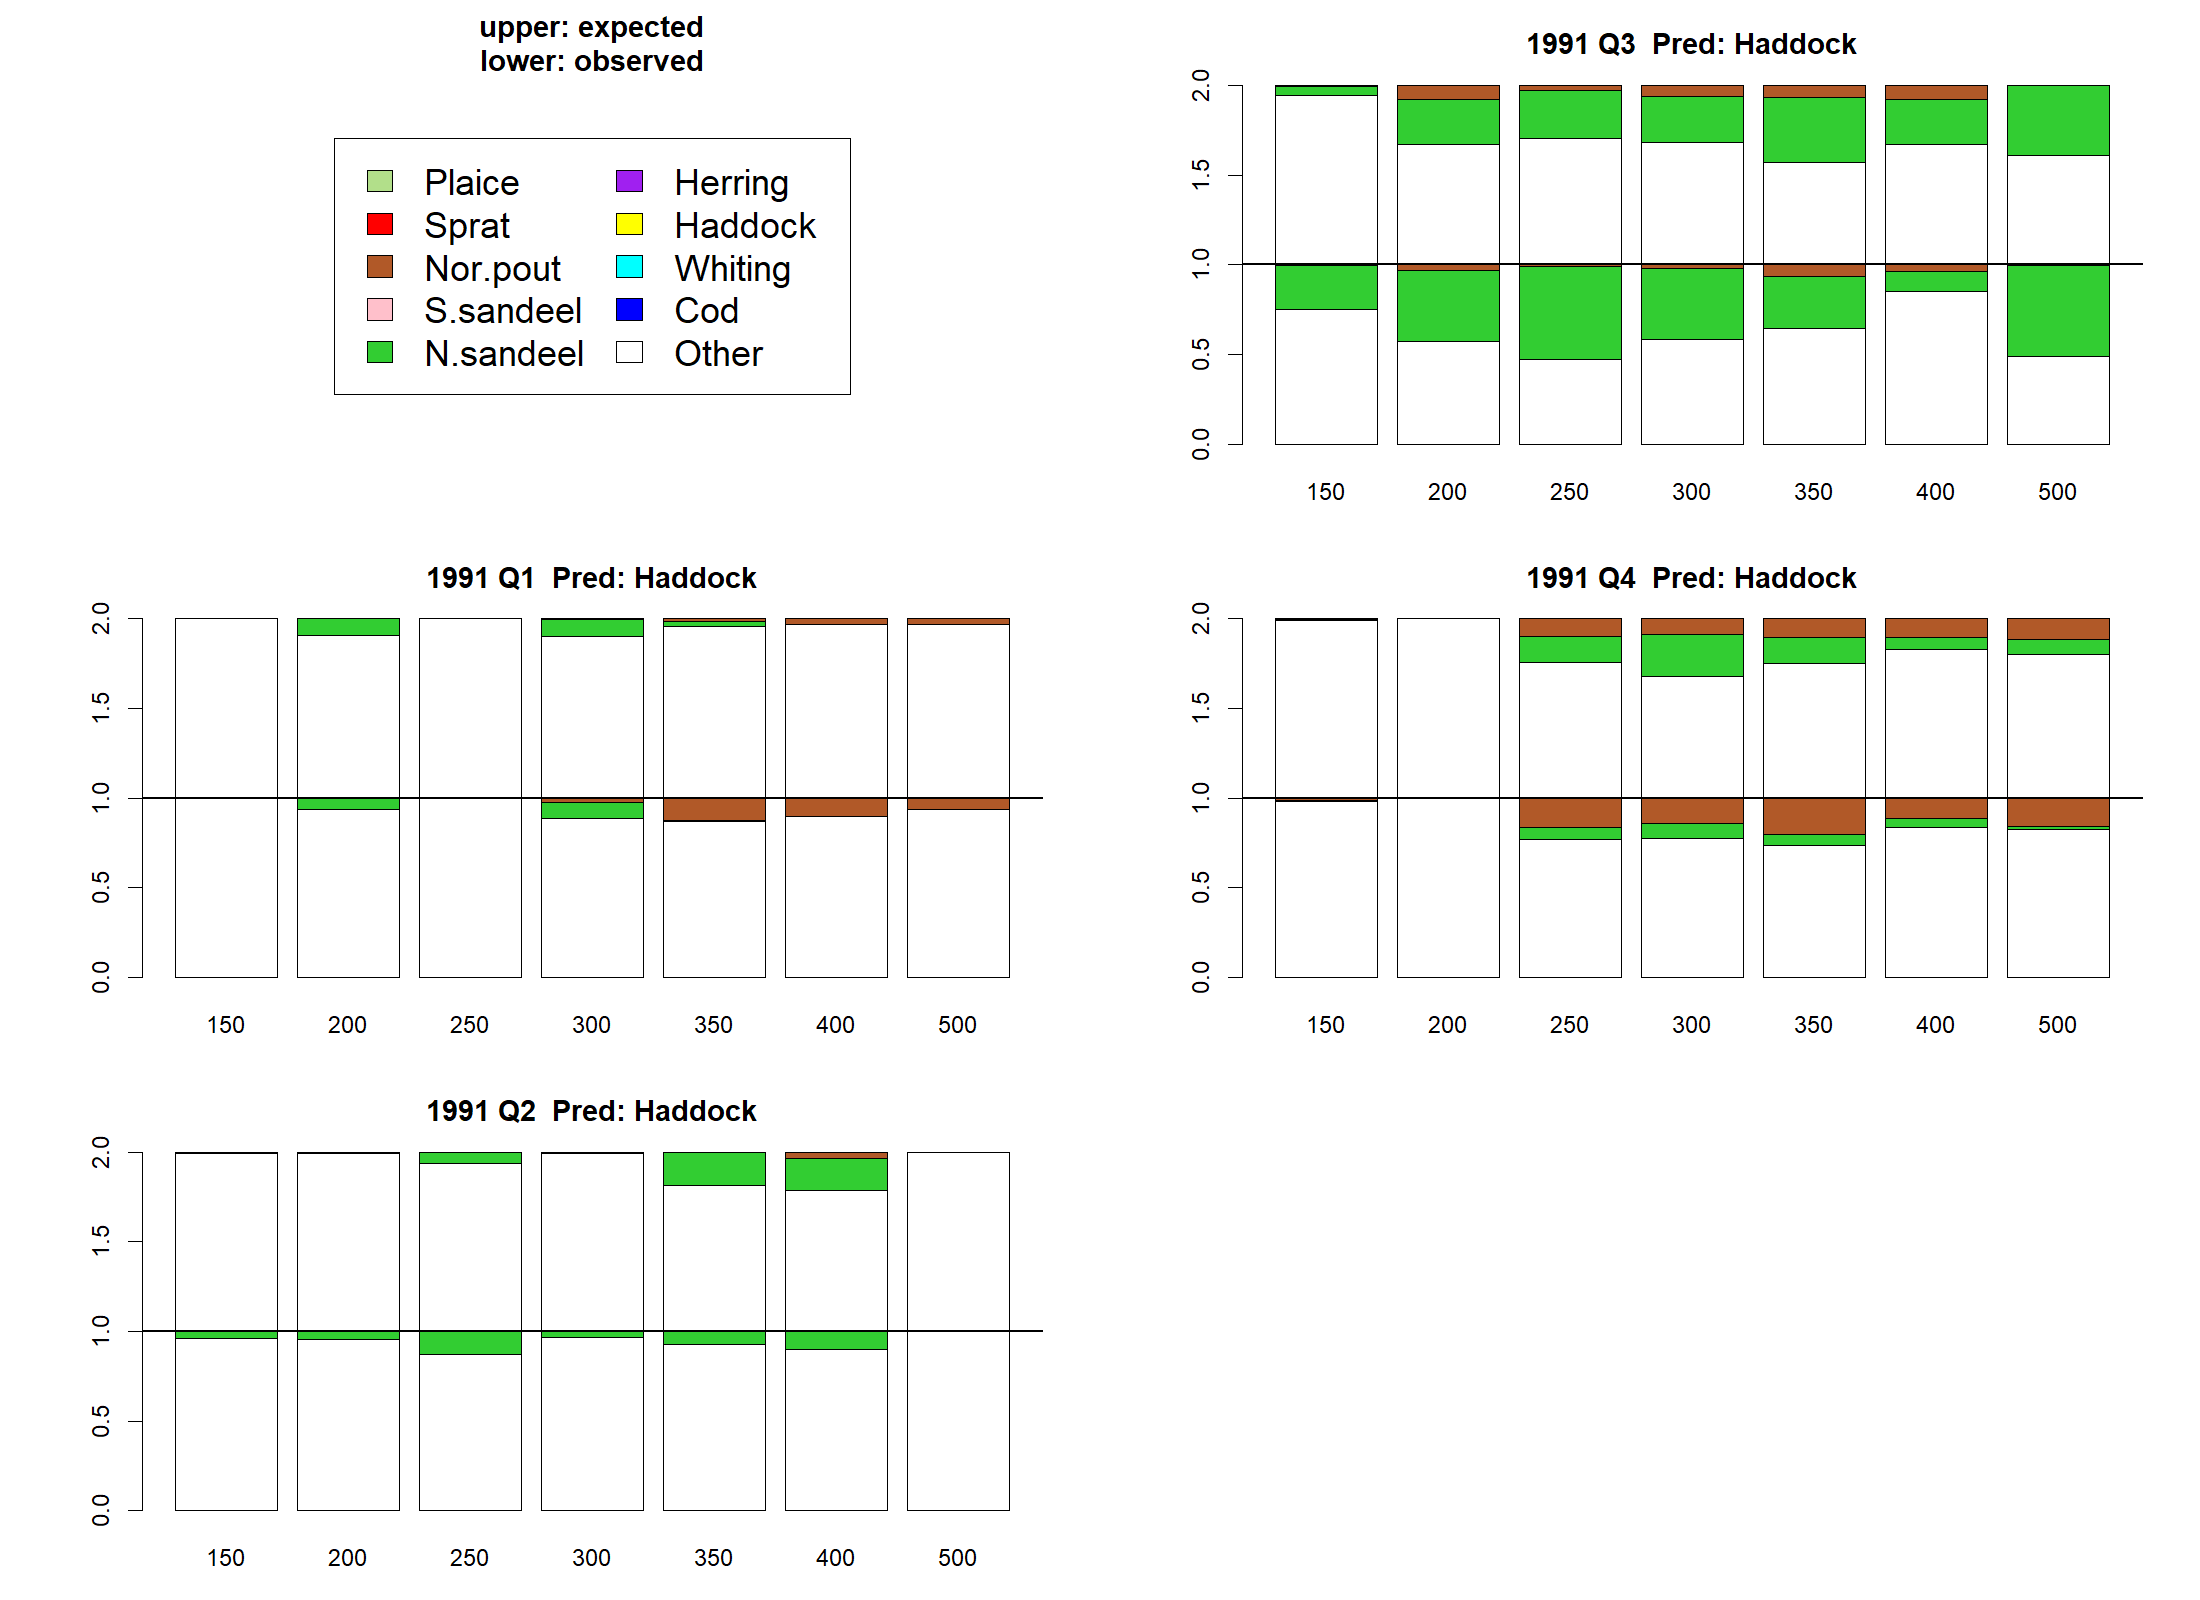 upper: expected
lower: observed
Plaice
Sprat
Nor.pout
S.sandeel
N.sandeel
Herring
Haddock
Whiting
Cod
Other
1991 Q3  Pred: Haddock
2.0
1.5
1.0
0.5
0.0
150 200 250 300 350 400 500
1991 Q1  Pred: Haddock
2.0
1.5
1.0
0.5
0.0
150 200 250 300 350 400 500
1991 Q4  Pred: Haddock
2.0
1.5
1.0
0.5
0.0
150 200 250 300 350 400 500
1991 Q2  Pred: Haddock
2.0
1.5
1.0
0.5
0.0
150 200 250 300 350 400 500